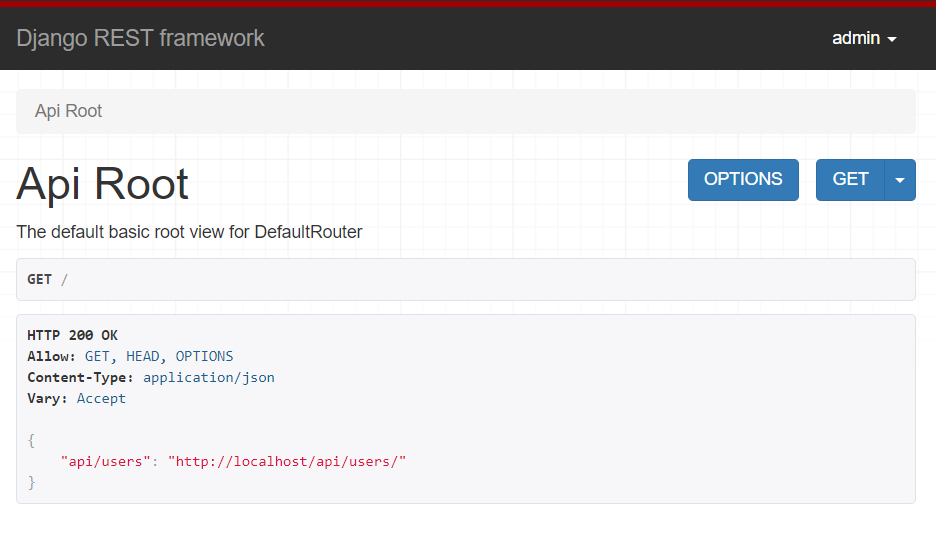 Django REST framework
admin
Api Root
Api Root
OPTIONS
GET
The default basic root view for DefaultRouter
GET /
HTTP 200 OK
Allow: GET, HEAD, OPTIONS
Content-Type: application/json
Vary: Accept
{
    "api/users": "http://localhost/api/users/"
}